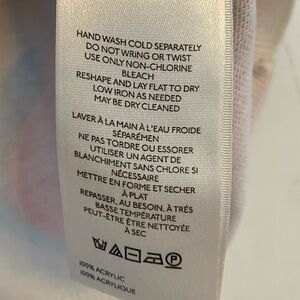 HAND WASH COLD SEPARATELY
DO NOT WRING OR TWIST
USE ONLY NON-CHLORINE
BLEACH
RESHAPE AND LAY FLAT TO DRY
LOW IRON AS NEEDED
MAY BE DRY CLEANED
LAVER À LA MAIN À L'EAU FROIDE
SÉPARÉMEN
NE PAS TORDRE OU ESSORER
UTILISER UN AGENT DE
BLANCHIMENT SANS CHLORE SI
NÉCESSAIRE
METTRE EN FORME ET SECHER
À PLAT
REPASSER, AU BESOIN, À TRÈS
BASSE TEMPÉRATURE
PEUT-ÊTRE ÊTRE NETTOYÉE
À SEC
P
100% ACRYLIC
100% ACRYLIQUE